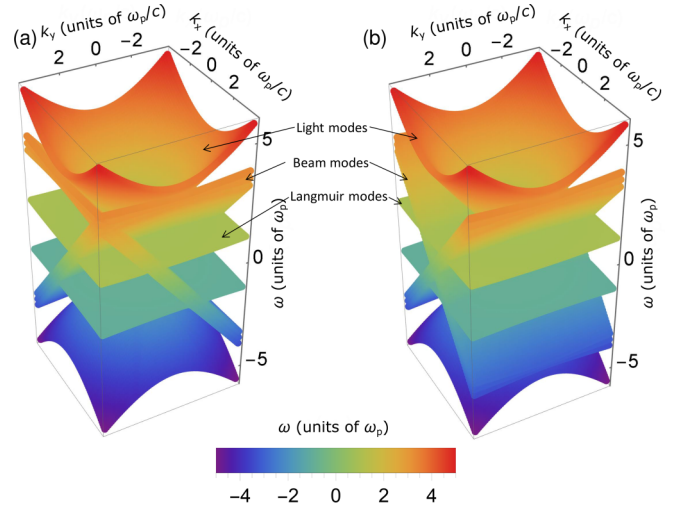 (a)
k_y (units of ω_p/c)
2 0 −2
k_x (units of ω_p/c)
−2 0 2
5
0
−5
ω (units of ω_p)
Light modes
Beam modes
Langmuir modes
(b)
k_y (units of ω_p/c)
2 0 −2
k_x (units of ω_p/c)
−2 0 2
5
0
−5
ω (units of ω_p)
ω (units of ω_p)
−4 −2 0 2 4